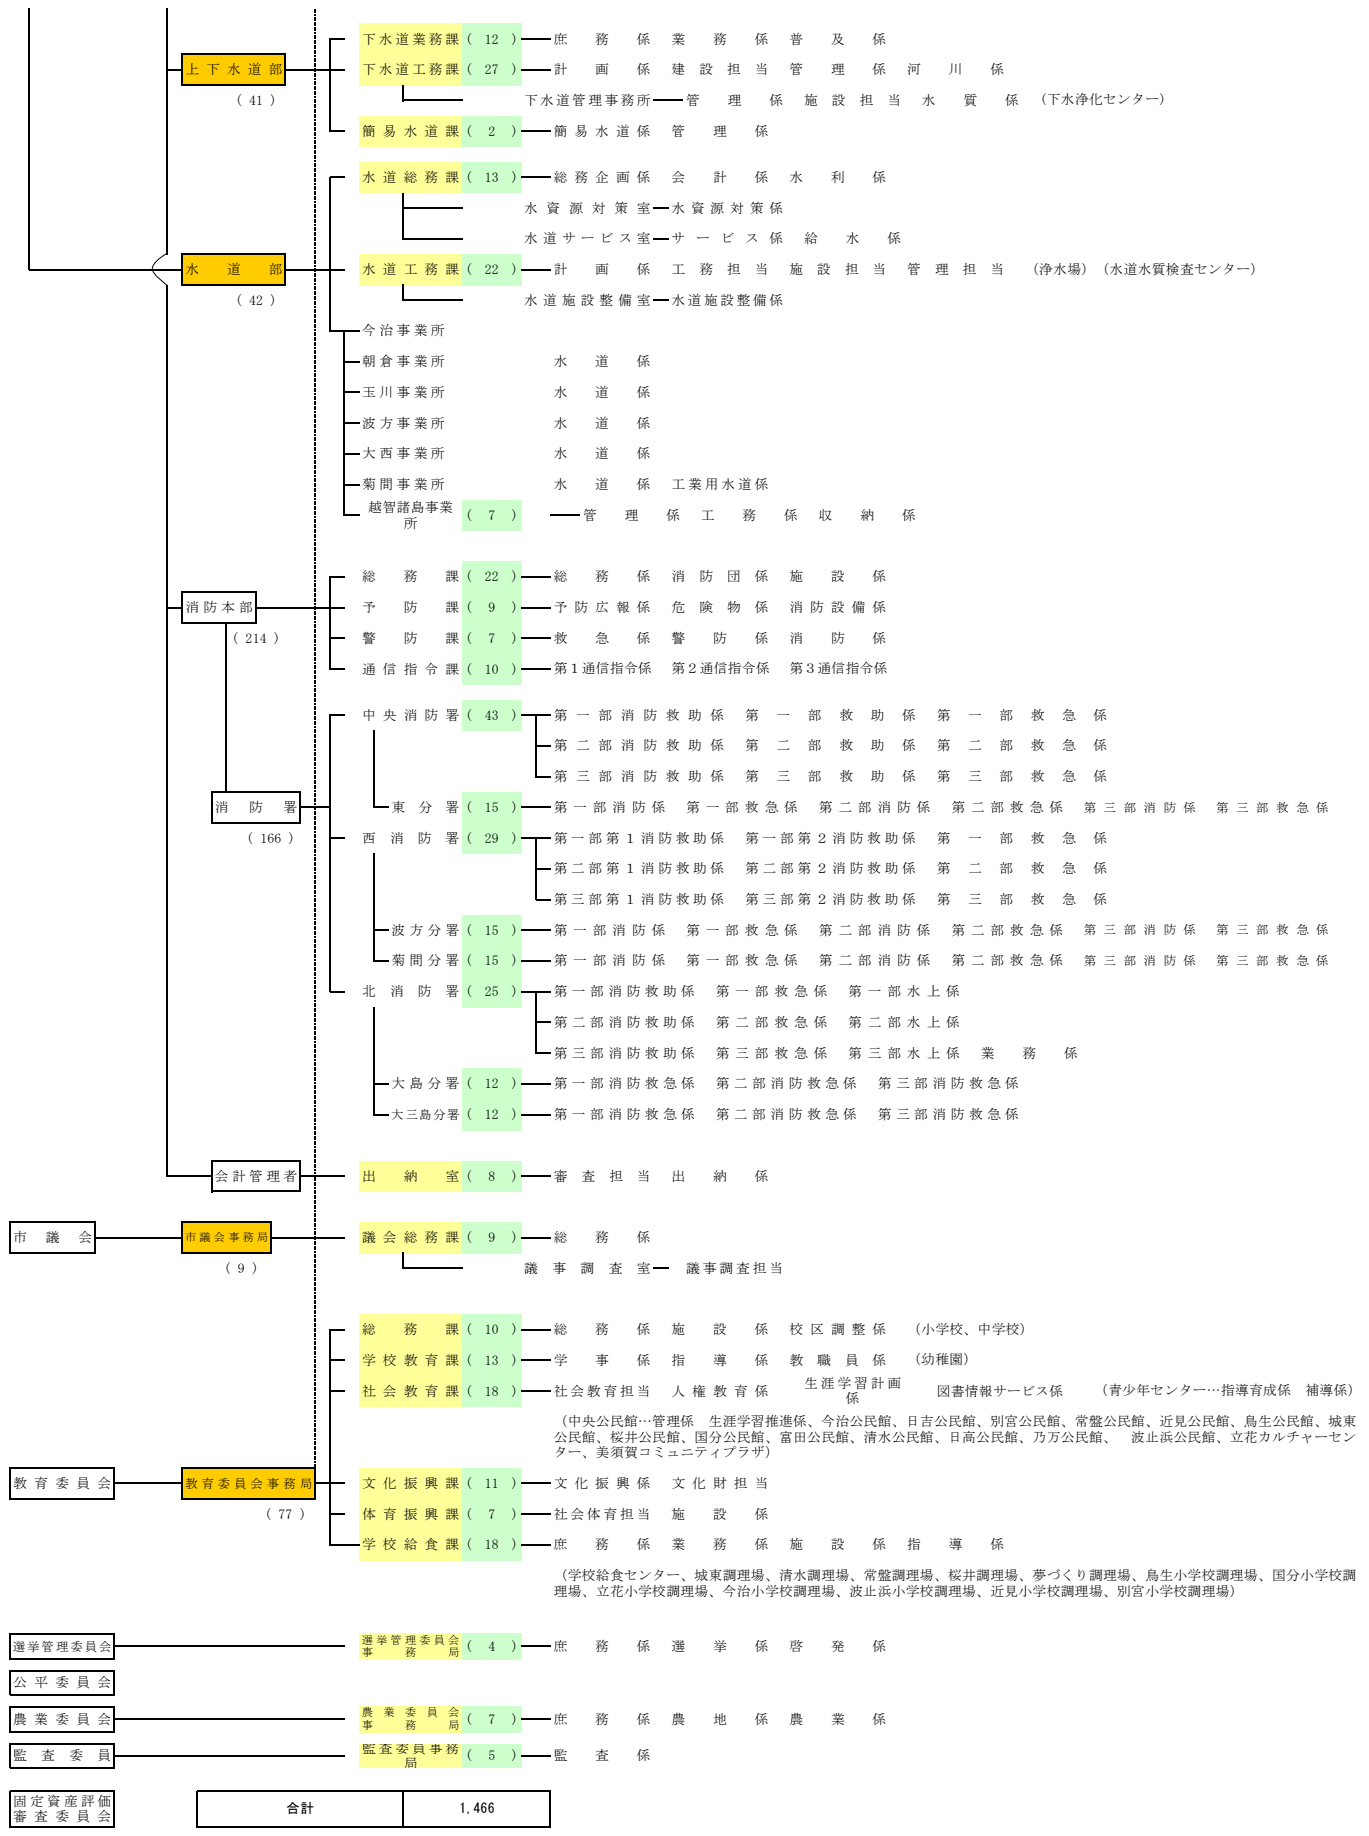 下水道業務課 ( 12 ) 庶務係 業務係 普及係
上下水道部 下水道工務課 ( 27 ) 計画係 建設担当 管理係 河川係
( 41 ) 下水道管理事務所 管理係 施設担当 水質係 (下水浄化センター)
簡易水道課 ( 2 ) 簡易水道係 管理係
水道総務課 ( 13 ) 総務企画係 会計係 水利係
水資源対策室 水資源対策係
水道サービス室 サービス係 給水係
水道部 水道工務課 ( 22 ) 計画係 工務担当 施設担当 管理担当 (浄水場) (水道水質検査センター)
( 42 ) 水道施設整備室 水道施設整備係
今治事業所
朝倉事業所 水道係
玉川事業所 水道係
波方事業所 水道係
大西事業所 水道係
菊間事業所 水道係 工業用水道係
越智諸島事業
所 ( 7 ) 管理係 工務係 収納係
総務課 ( 22 ) 総務係 消防団係 施設係
消防本部 予防課 ( 9 ) 予防広報係 危険物係 消防設備係
( 214 ) 警防課 ( 7 ) 救急係 警防係 消防係
通信指令課 ( 10 ) 第1通信指令係 第2通信指令係 第3通信指令係
中央消防署 ( 43 ) 第一部消防救助係 第一部救助係 第一部救急係
第二部消防救助係 第二部救助係 第二部救急係
第三部消防救助係 第三部救助係 第三部救急係
消防署 東分署 ( 15 ) 第一部消防係 第一部救急係 第二部消防係 第二部救急係 第三部消防係 第三部救急係
( 166 ) 西消防署 ( 29 ) 第一部第1消防救助係 第一部第2消防救助係 第一部救急係
第二部第1消防救助係 第二部第2消防救助係 第二部救急係
第三部第1消防救助係 第三部第2消防救助係 第三部救急係
波方分署 ( 15 ) 第一部消防係 第一部救急係 第二部消防係 第二部救急係 第三部消防係 第三部救急係
菊間分署 ( 15 ) 第一部消防係 第一部救急係 第二部消防係 第二部救急係 第三部消防係 第三部救急係
北消防署 ( 25 ) 第一部消防救助係 第一部救急係 第一部水上係
第二部消防救助係 第二部救急係 第二部水上係
第三部消防救助係 第三部救急係 第三部水上係 業務係
大島分署 ( 12 ) 第一部消防救急係 第二部消防救急係 第三部消防救急係
大三島分署 ( 12 ) 第一部消防救急係 第二部消防救急係 第三部消防救急係
会計管理者 出納室 ( 8 ) 審査担当 出納係
市議会 市議会事務局 議会総務課 ( 9 ) 総務係
( 9 ) 議事調査室 議事調査担当
総務課 ( 10 ) 総務係 施設係 校区調整係 (小学校、中学校)
学校教育課 ( 13 ) 学事係 指導係 教職員係 (幼稚園)
社会教育課 ( 18 ) 社会教育担当 人権教育係 生涯学習計画係 図書情報サービス係 (青少年センター…指導育成係 補導係)
(中央公民館…管理係 生涯学習推進係、今治公民館、日吉公民館、別宮公民館、常盤公民館、近見公民館、鳥生公民館、城東
公民館、桜井公民館、国分公民館、富田公民館、清水公民館、日高公民館、乃万公民館、 波止浜公民館、立花カルチャーセン
ター、美須賀コミュニティプラザ)
教育委員会 教育委員会事務局 文化振興課 ( 11 ) 文化振興係 文化財担当
( 77 ) 体育振興課 ( 7 ) 社会体育担当 施設係
学校給食課 ( 18 ) 庶務係 業務係 施設係 指導係
(学校給食センター、城東調理場、清水調理場、常盤調理場、桜井調理場、夢づくり調理場、鳥生小学校調理場、国分小学校調
理場、立花小学校調理場、今治小学校調理場、波止浜小学校調理場、近見小学校調理場、別宮小学校調理場)
選挙管理委員会 選挙管理委員会
事務局 ( 4 ) 庶務係 選挙係 啓発係
公平委員会
農業委員会 農業委員会
事務局 ( 7 ) 庶務係 農地係 農業係
監査委員 監査委員事務
局 ( 5 ) 監査係
固定資産評価
審査委員会 合計 1,466